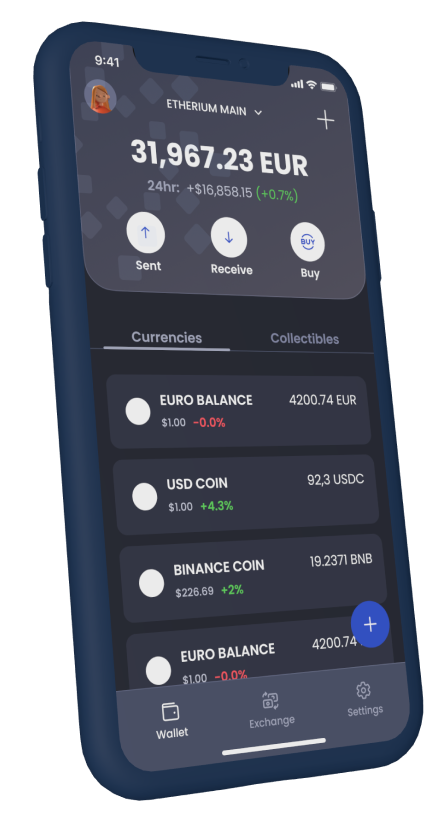 9:41
ETHERIUM MAIN
31,967.23 EUR
24hr: +$16,858.15 (+0.7%)
BUY
Sent Receive Buy
Currencies Collectibles
EURO BALANCE 4200.74 EUR
$1.00 -0.0%
USD COIN 92,3 USDC
$1.00 +4.3%
BINANCE COIN 19.2371 BNB
$226.69 +2%
EURO BALANCE 4200.74
$1.00 -0.0%
Wallet Exchange Settings